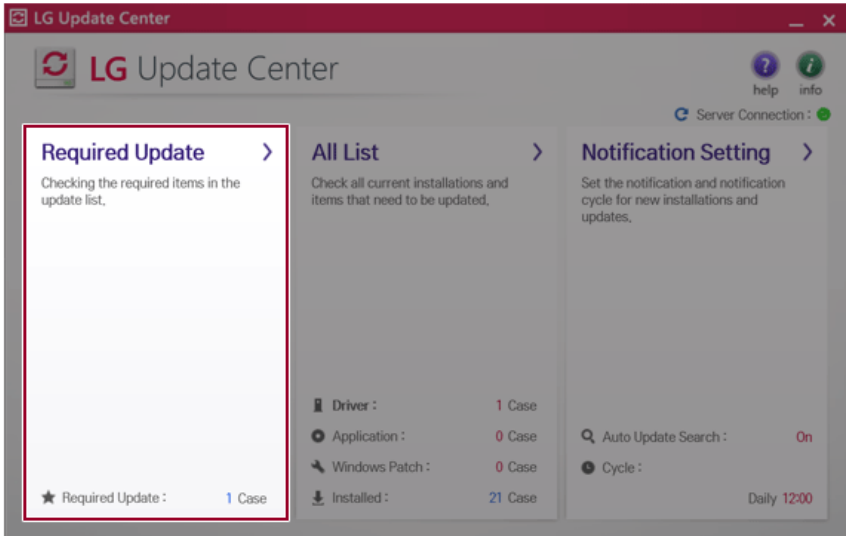 LG Update Center
LG Update Center
help info
Server Connection :
Required Update
Checking the required items in the
update list,
Required Update : 1 Case
All List
Check all current installations and
items that need to be updated,
Driver : 1 Case
Application : 0 Case
Windows Patch : 0 Case
Installed : 21 Case
Notification Setting
Set the notification and notification
cycle for new installations and
updates,
Auto Update Search : On
Cycle :
Daily 12:00